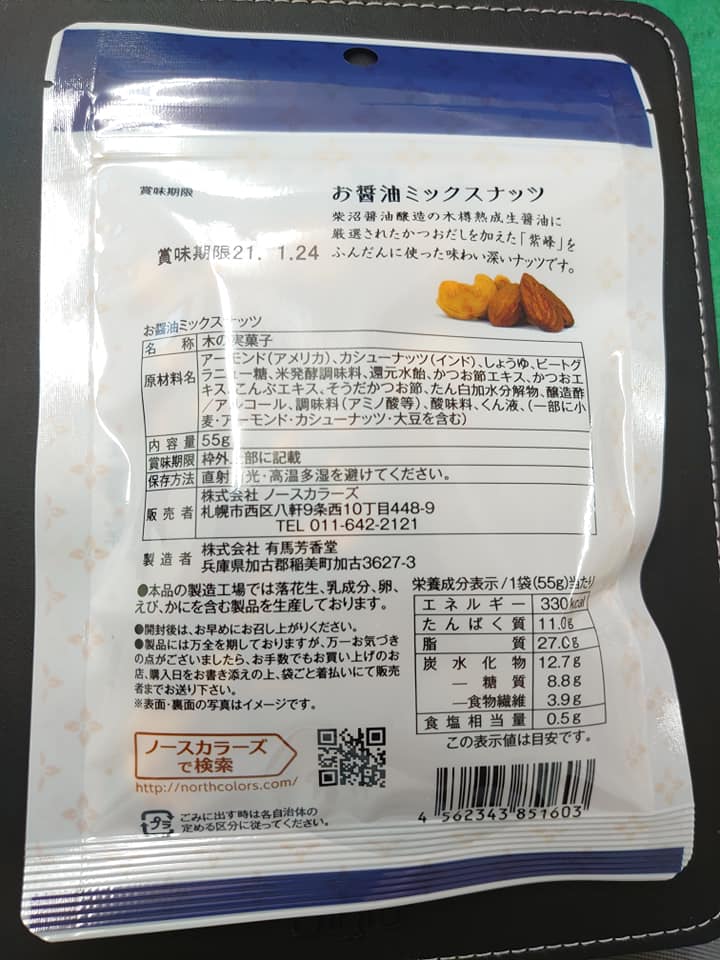 賞味期限
賞味期限21. 1.24
お醤油ミックスナッツ
柴沼醤油醸造の木樽熟成生醤油に
厳選されたかつおだしを加えた「紫峰」を
ふんだんに使った味わい深いナッツです。
お醤油ミックスナッツ
名 称 木の実菓子
原材料名 アーモンド(アメリカ)、カシューナッツ(インド)、しょうゆ、ビートグ
ラニュー糖、米発酵調味料、還元水飴、かつお節エキス、かつおエ
キス、こんぶエキス、そうだかつお節、たん白加水分解物、醸造酢
/アルコール、調味料(アミノ酸等)、酸味料、くん液、(一部に小
麦・アーモンド・カシューナッツ・大豆を含む)
内 容 量 55g
賞味期限 枠外 部に記載
保存方法 直射 光・高温多湿を避けてください。
販 売 者 株式会社 ノースカラーズ
札幌市西区八軒9条西10丁目448-9
TEL 011-642-2121
製 造 者 株式会社 有馬芳香堂
兵庫県加古郡稲美町加古3627-3
●本品の製造工場では落花生、乳成分、卵、
えび、かにを含む製品を生産しております。
●開封後は、お早めにお召し上がりください。
●製品には万全を期しておりますが、万一お気づき
の点がございましたら、お手数でもお買い上げのお
店、購入日をお書き添えの上、袋ごと着払いにて販売
者までお送り下さい。
※表面・裏面の写真はイメージです。
栄養成分表示/1袋(55g)当たり
エネルギー 330kcal
たんぱく質 11.0g
脂 質 27.0g
炭水化物 12.7g
― 糖 質 8.8g
―食物繊維 3.9g
食塩相当量 0.5g
この表示値は目安です。
ノースカラーズ
で検索
http://northcolors.com/
プラ
ごみに出す時は各自治体の
定める区分に従ってください。
4 562343 851603